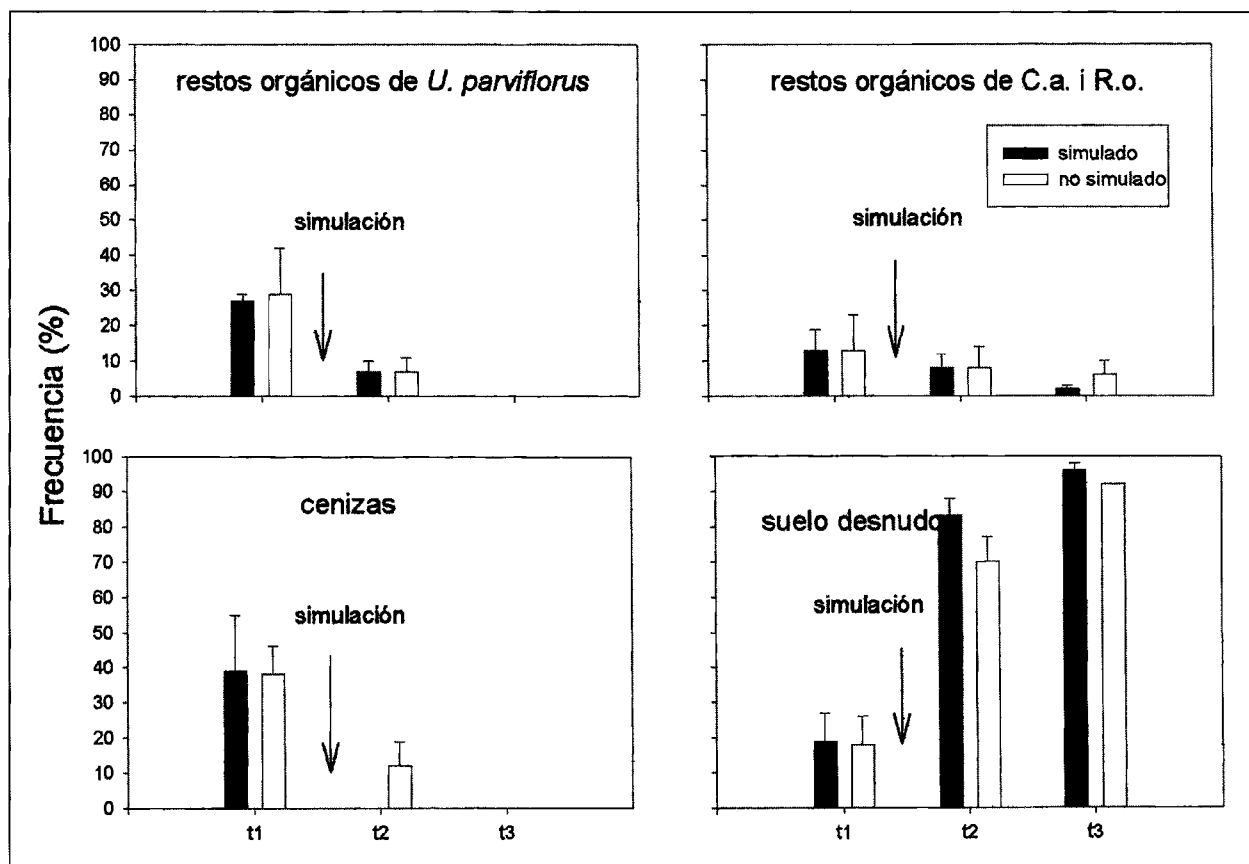 Frecuencia (%)
100
90
80
70
60
50
40
30
20
10
0
restos orgánicos de U. parviflorus
simulación
restos orgánicos de C.a. i R.o.
simulado
no simulado
simulación
100
90
80
70
60
50
40
30
20
10
0
cenizas
simulación
t1
t2
t3
suelo desnudo
simulación
t1
t2
t3